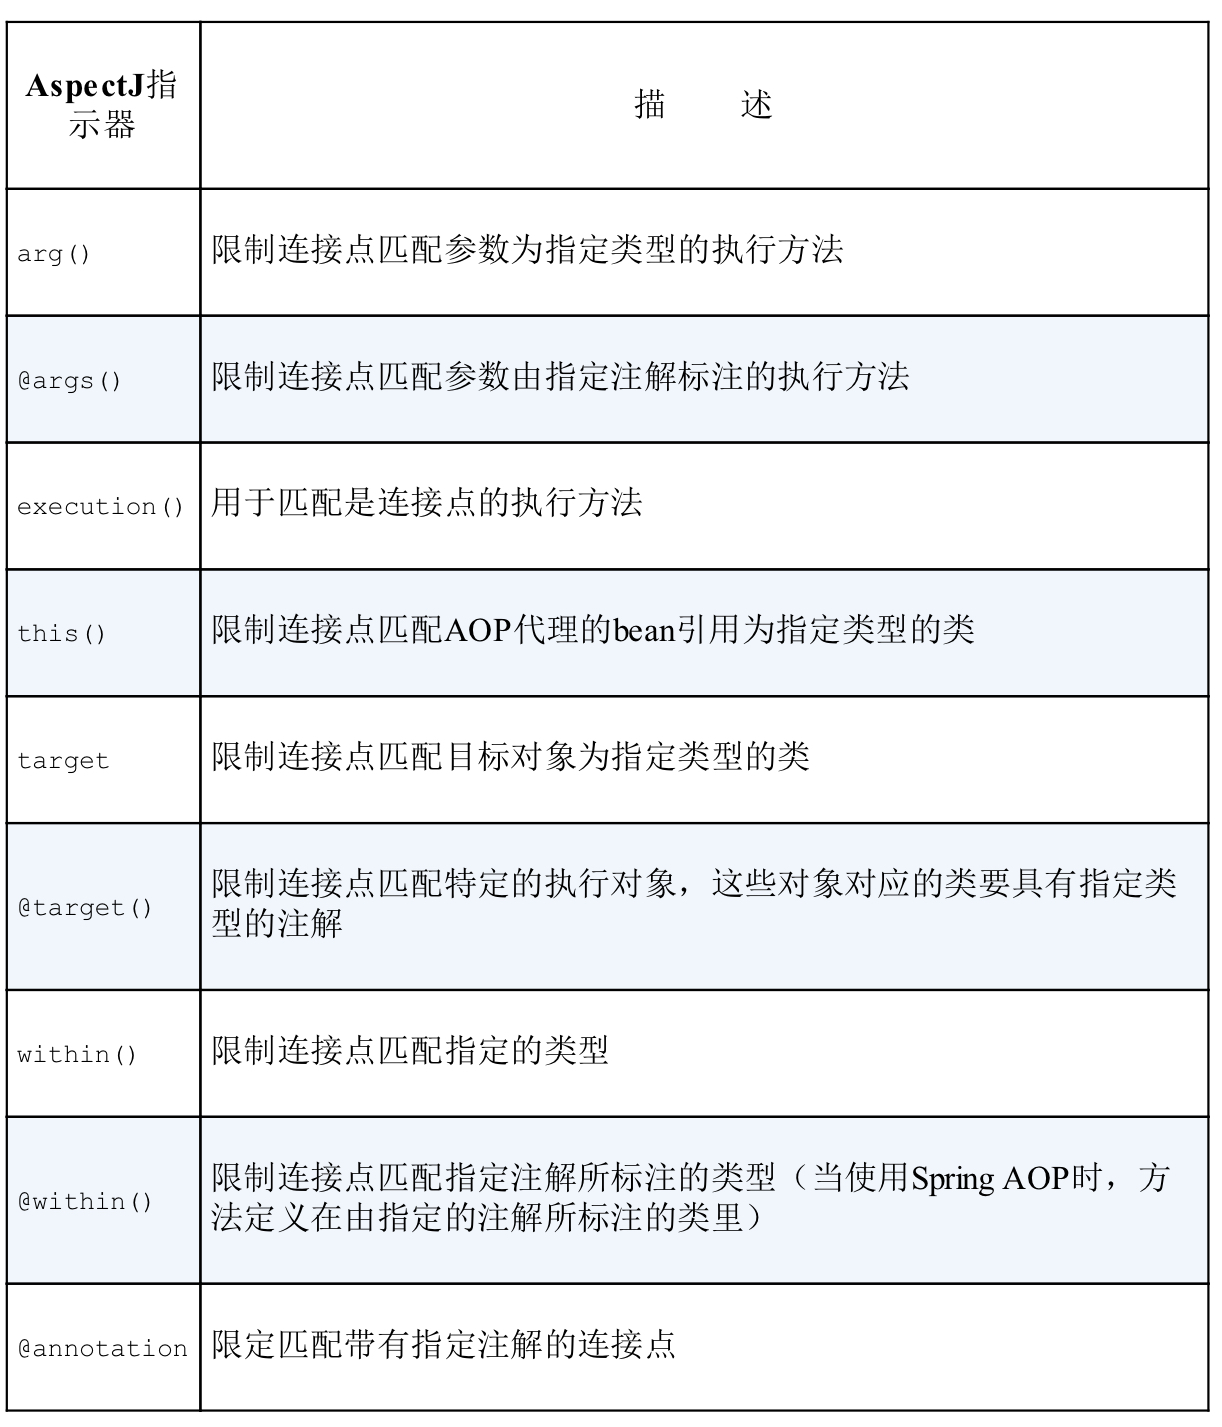 AspectJ指
示器
描 述
arg()
限制连接点匹配参数为指定类型的执行方法
@args()
限制连接点匹配参数由指定注解标注的执行方法
execution()
用于匹配是连接点的执行方法
this()
限制连接点匹配AOP代理的bean引用为指定类型的类
target
限制连接点匹配目标对象为指定类型的类
@target()
限制连接点匹配特定的执行对象，这些对象对应的类要具有指定类
型的注解
within()
限制连接点匹配指定的类型
@within()
限制连接点匹配指定注解所标注的类型（当使用Spring AOP时，方
法定义在由指定的注解所标注的类里）
@annotation
限定匹配带有指定注解的连接点